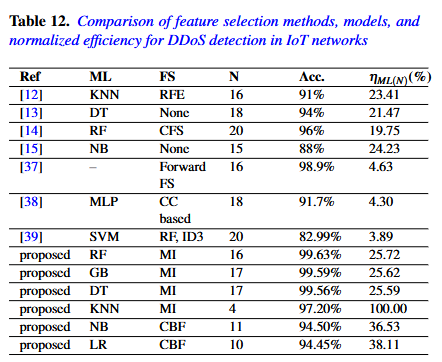 Table 12. Comparison of feature selection methods, models, and
normalized efficiency for DDoS detection in IoT networks
Ref ML FS N Acc. ηML(N)(%)
[12] KNN RFE 16 91% 23.41
[13] DT None 18 94% 21.47
[14] RF CFS 20 96% 19.75
[15] NB None 15 88% 24.23
[37] – Forward 16 98.9% 4.63
FS
[38] MLP CC 18 91.7% 4.30
based
[39] SVM RF, ID3 20 82.99% 3.89
proposed RF MI 16 99.63% 25.72
proposed GB MI 17 99.59% 25.62
proposed DT MI 17 99.56% 25.59
proposed KNN MI 4 97.20% 100.00
proposed NB CBF 11 94.50% 36.53
proposed LR CBF 10 94.45% 38.11